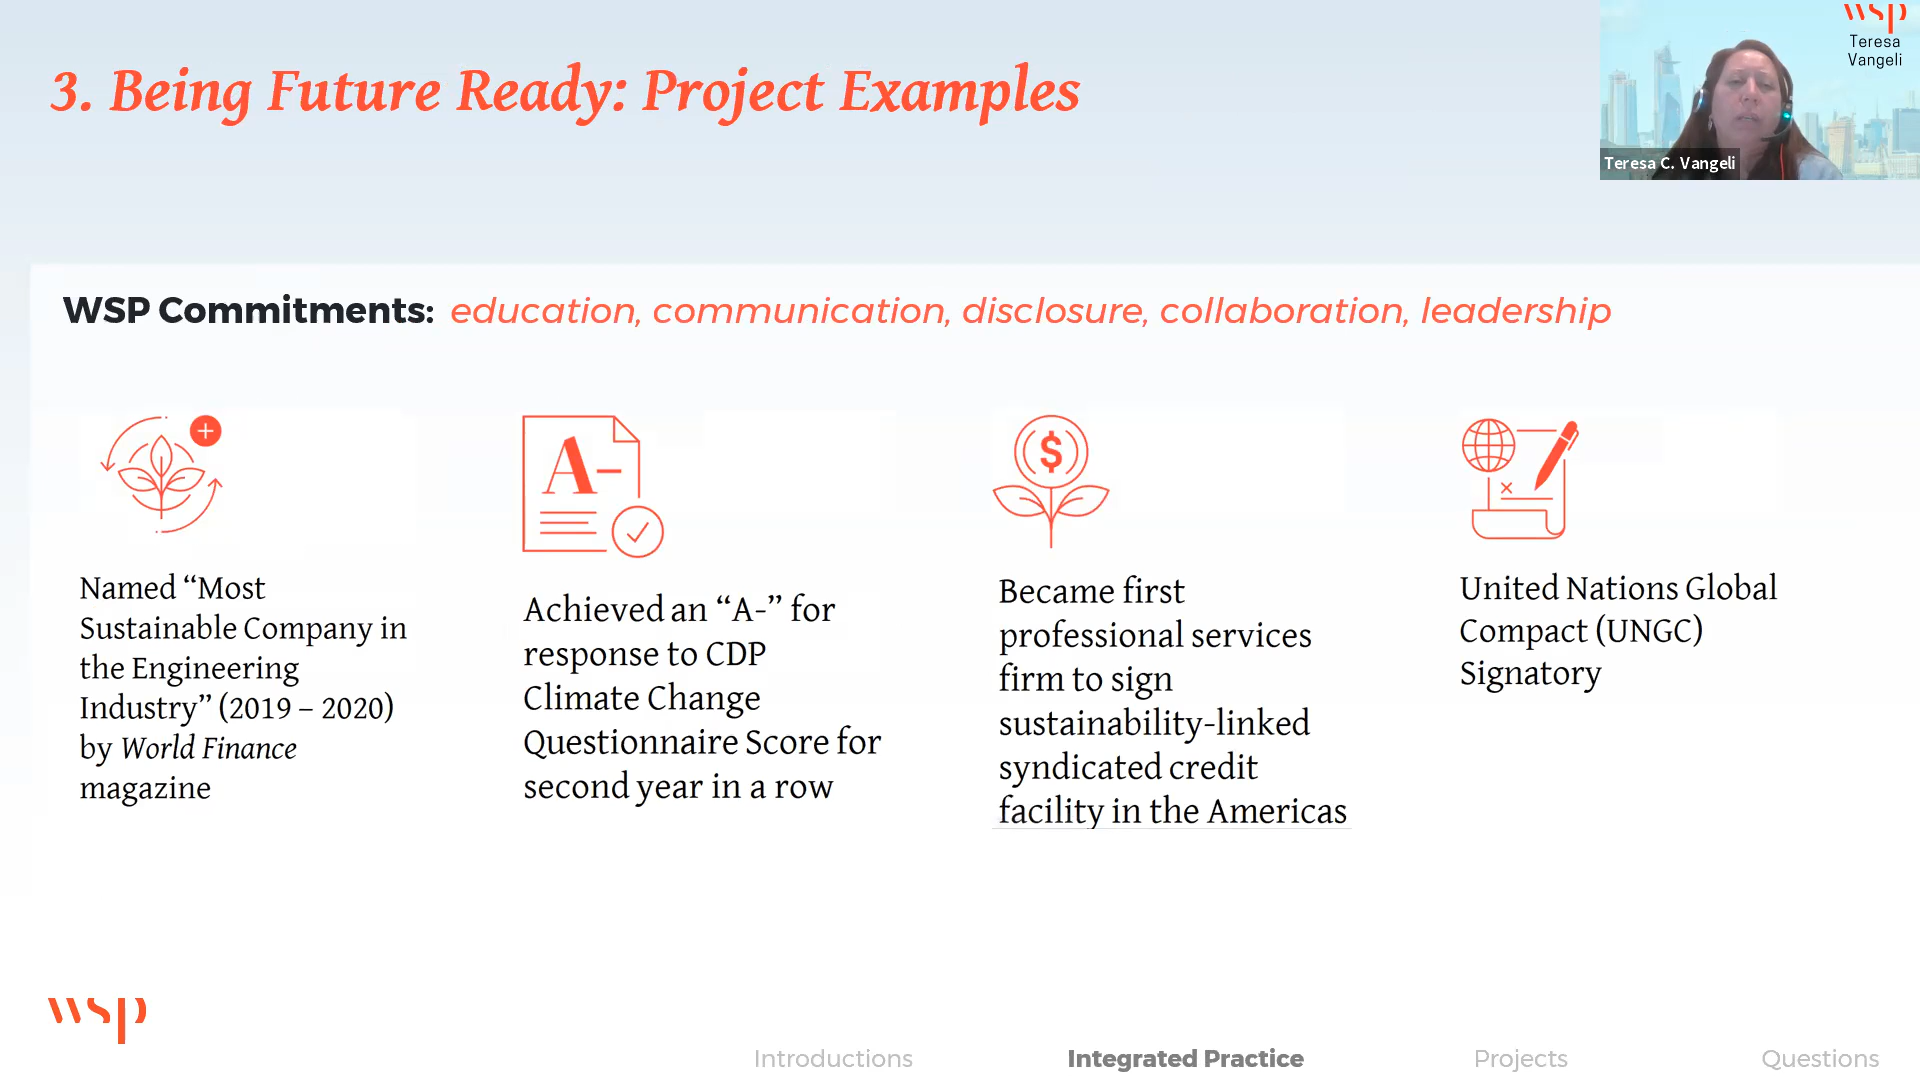 3. Being Future Ready: Project Examples
wsp
Teresa
Vangeli
Teresa C. Vangeli
WSP Commitments: education, communication, disclosure, collaboration, leadership
Named “Most
Sustainable Company in
the Engineering
Industry” (2019 – 2020)
by World Finance
magazine
A-
Achieved an “A-” for
response to CDP
Climate Change
Questionnaire Score for
second year in a row
$
Became first
professional services
firm to sign
sustainability-linked
syndicated credit
facility in the Americas
x
United Nations Global
Compact (UNGC)
Signatory
wsp
Introductions
Integrated Practice
Projects
Questions